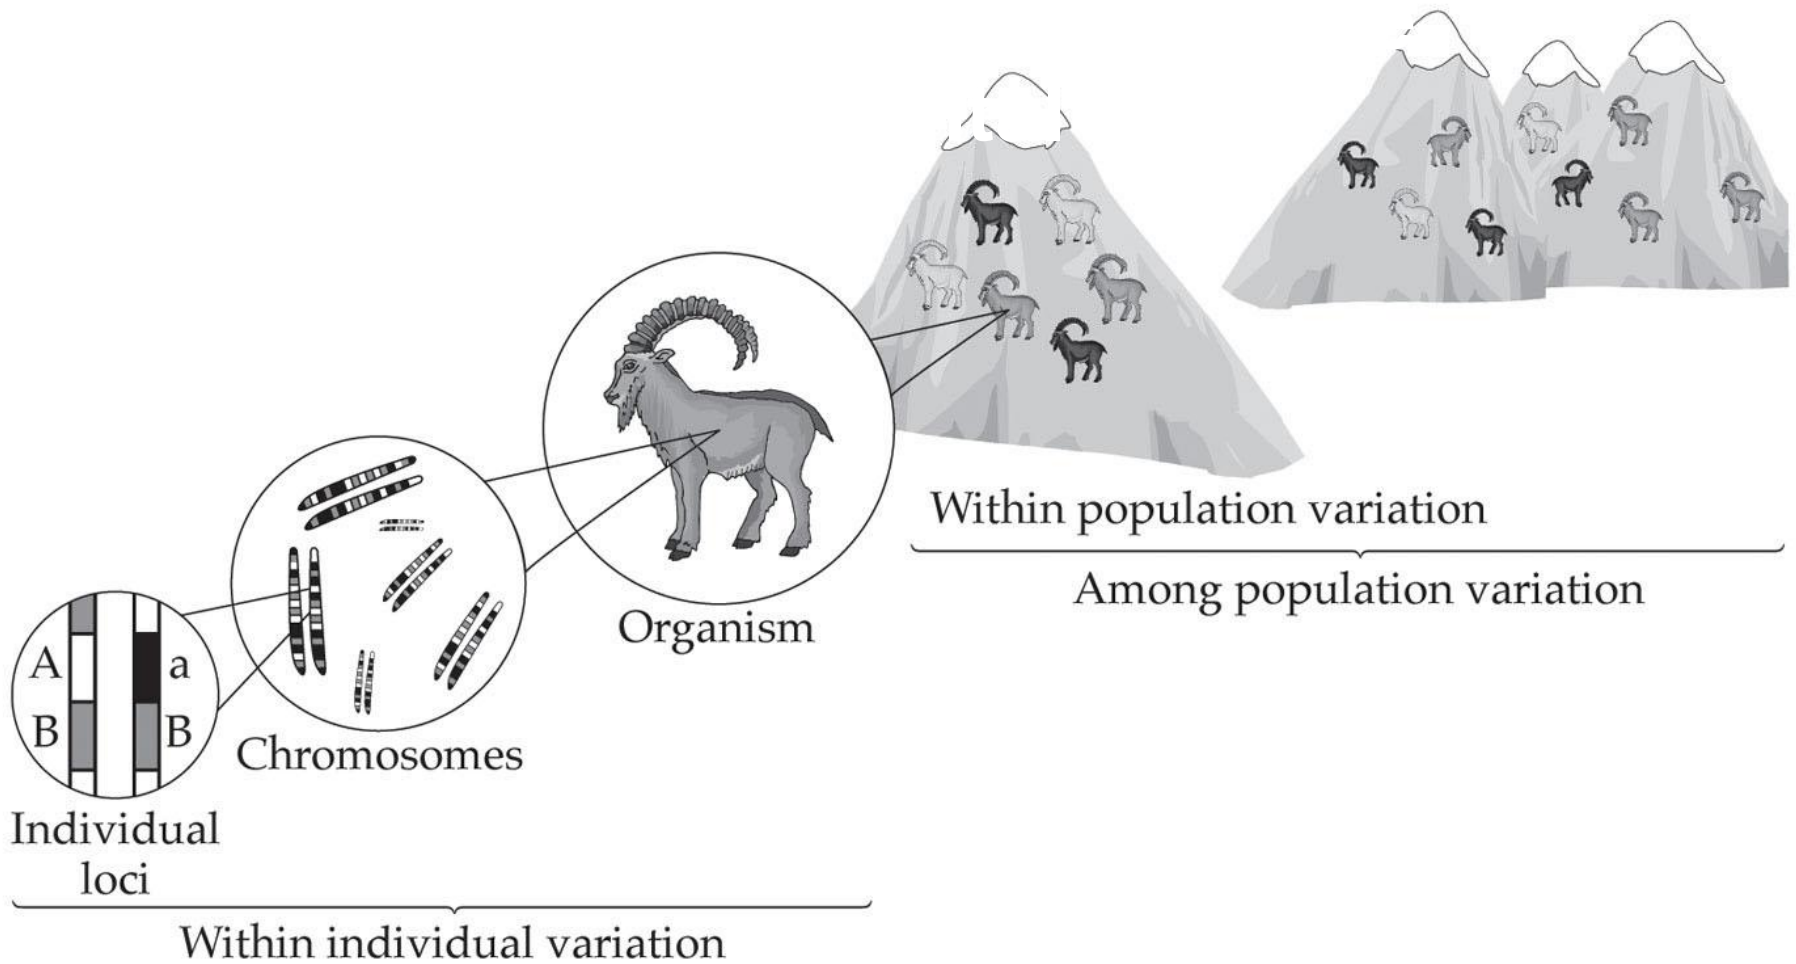 Within population variation
Among population variation
Organism
A a
B B
Chromosomes
Individual
loci
Within individual variation